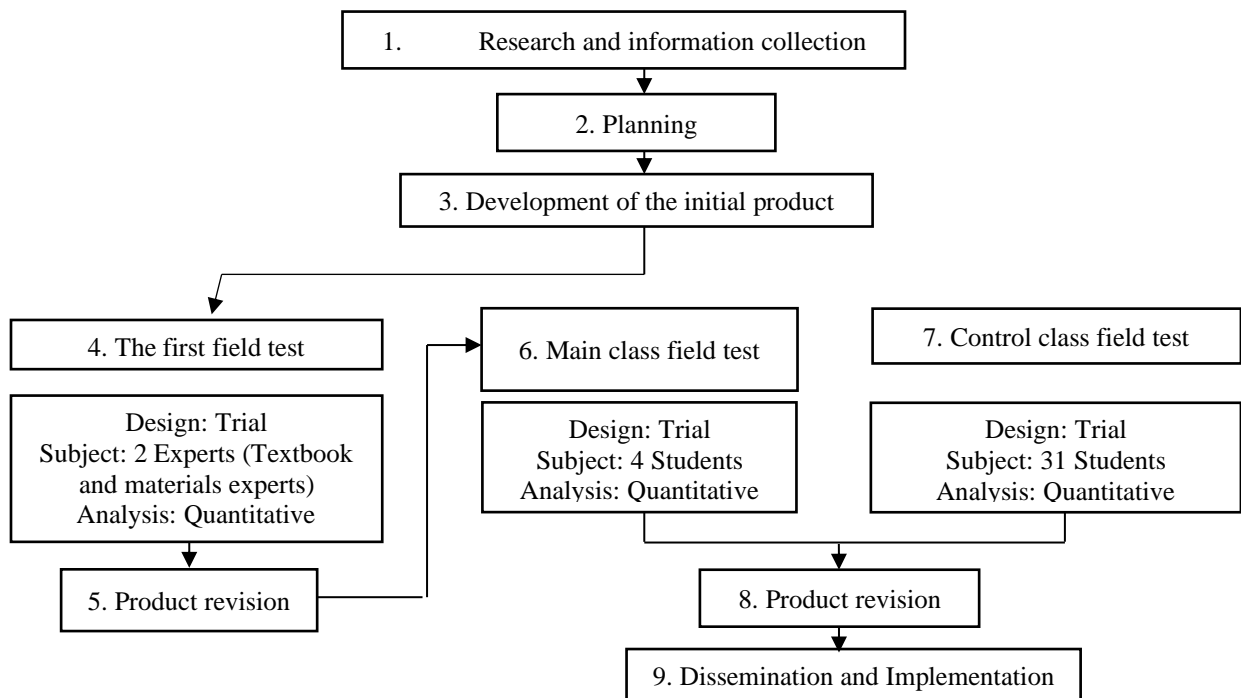 1. Research and information collection
2. Planning
3. Development of the initial product
4. The first field test
Design: Trial
Subject: 2 Experts (Textbook
and materials experts)
Analysis: Quantitative
5. Product revision
6. Main class field test
Design: Trial
Subject: 4 Students
Analysis: Quantitative
7. Control class field test
Design: Trial
Subject: 31 Students
Analysis: Quantitative
8. Product revision
9. Dissemination and Implementation